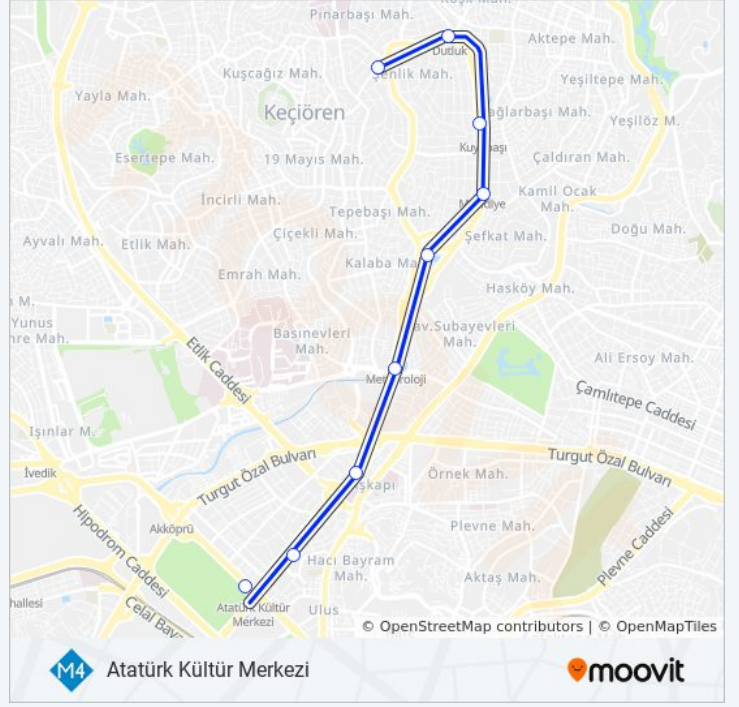 Pınarbaşı Mah.
Aktepe Mah.
Dutluk
Kuşcağız Mah.
Şenlik Mah.
Yeşiltepe Mah.
Yayla Mah.
Keçiören
Bağlarbaşı Mah.
Yeşilöz M.
Esertepe Mah.
19 Mayıs Mah.
Çaldıran Mah.
İncirli Mah.
Kamil Ocak
Mah.
Tepebaşı Mah.
Ayvalı Mah.
Etlik Mah.
Çiçekli Mah.
Şefkat Mah.
Doğu Mah.
Emrah Mah.
Kalaba Ma
Hasköy Mah.
Yunus
Basınevleri
Mah.
av.Subayevleri
Mah.
Ali Ersoy Mah.
Etlik Caddesi
Çamlıtepe Caddesi
Işınlar M.
İvedik
Turgut Özal Bulvarı
Turgut Özal Bulvarı
Örnek Mah.
Hipodrom Caddesi
Akköprü
Plevne Mah.
Plevne Caddesi
Hacı Bayram
Mah.
Aktaş Mah.
Celal Baya
Atatürk Kültür
Merkezi
Ulus
© OpenStreetMap contributors | © OpenMapTiles
M4 Atatürk Kültür Merkezi
moovit